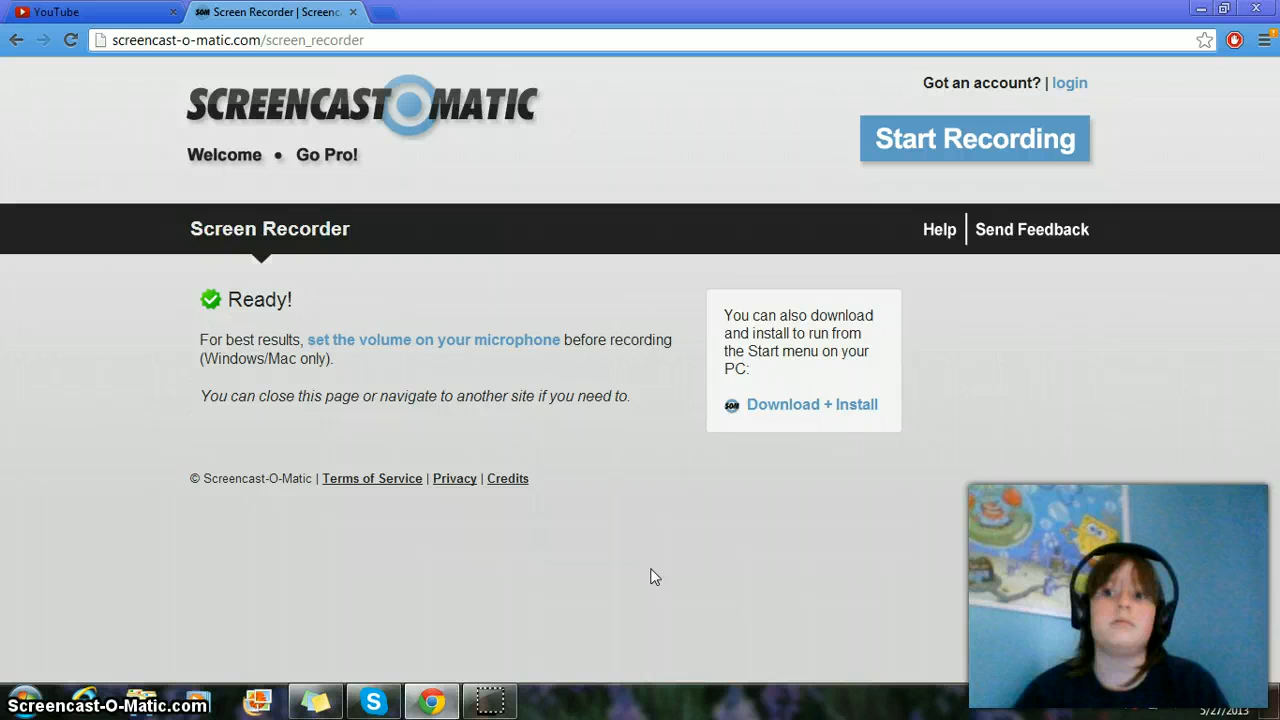 YouTube
Screen Recorder | Screenc
screencast-o-matic.com/screen_recorder
SCREENCAST O MATIC
Got an account? | login
Start Recording
Welcome • Go Pro!
Screen Recorder
Help
Send Feedback
Ready!
For best results, set the volume on your microphone before recording
(Windows/Mac only).
You can close this page or navigate to another site if you need to.
You can also download
and install to run from
the Start menu on your
PC:
SOM
Download + Install
© Screencast-O-Matic | Terms of Service | Privacy | Credits
Screencast-O-Matic.com
5/27/2013